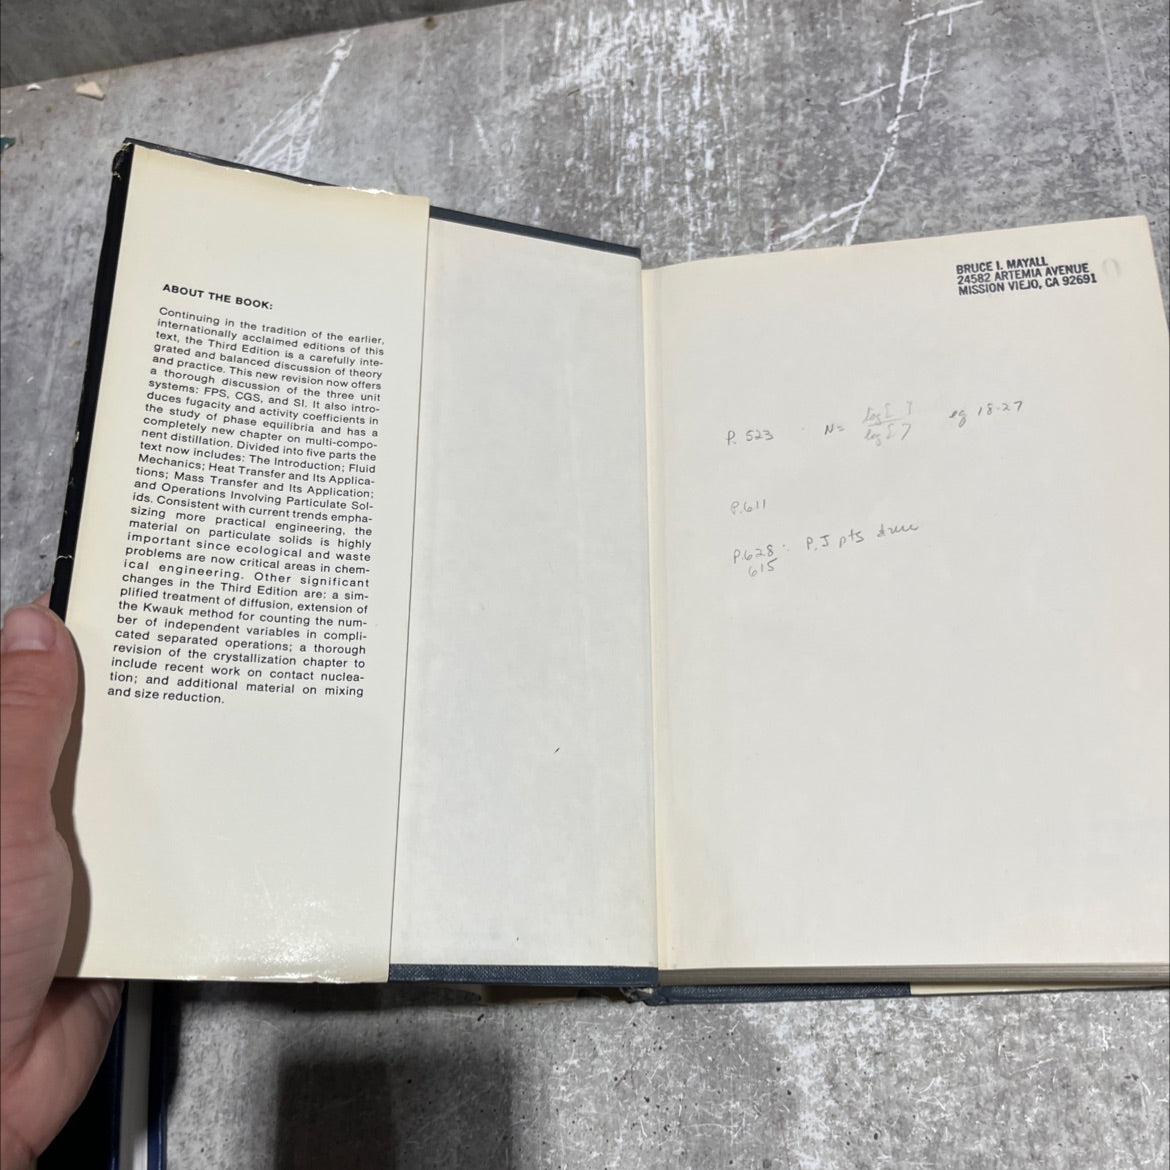 ABOUT THE BOOK:
Continuing in the tradition of the earlier,
internationally acclaimed editions of this
text, the Third Edition is a carefully inte-
grated and balanced discussion of theory
and practice. This new revision now offers
a thorough discussion of the three unit
systems: FPS, CGS, and SI. It also intro-
duces fugacity and activity coefficients in
the study of phase equilibria and has a
completely new chapter on multi-compo-
nent distillation. Divided into five parts the
text now includes: The Introduction; Fluid
Mechanics; Heat Transfer and Its Applica-
tions; Mass Transfer and Its Application;
and Operations Involving Particulate Sol-
ids. Consistent with current trends empha-
sizing more practical engineering, the
material on particulate solids is highly
important since ecological and waste
problems are now critical areas in chem-
ical engineering. Other significant
changes in the Third Edition are: a sim-
plified treatment of diffusion, extension of
the Kwauk method for counting the num-
ber of independent variables in compli-
cated separated operations; a thorough
revision of the crystallization chapter to
include recent work on contact nuclea-
tion; and additional material on mixing
and size reduction.
BRUCE I. MAYALL
24582 ARTEMIA AVENUE
MISSION VIEJO, CA 92691
P. 523 N= log[ ] / log[ ] eg 18-27
P.611
P.628: P,J pts
615